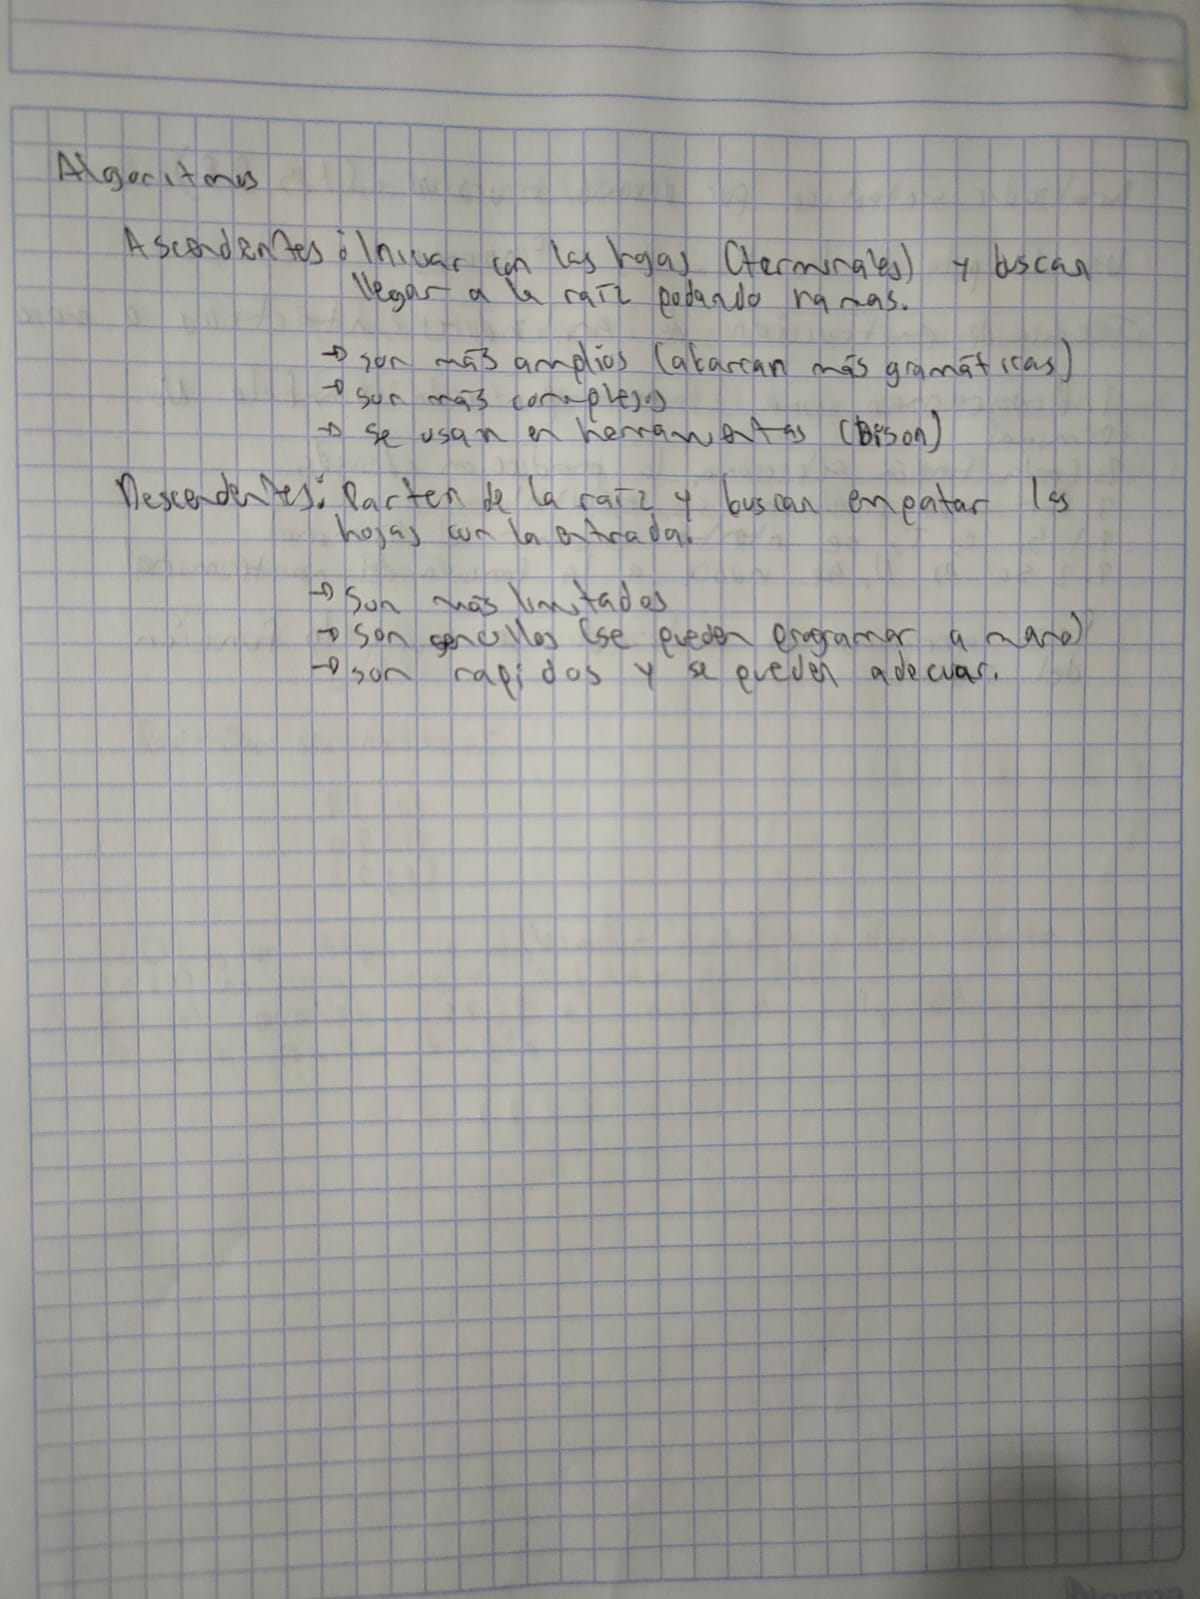 Algoritmos
Ascendentes: Iniciar con las hojas (terminales) y buscan
llegar a la raíz podando ramas.
→ son más amplios (abarcan más gramáticas)
→ son más complejos
→ se usan en herramientas (Bison)
Descendentes: Parten de la raíz y buscan empatar las
hojas con la entrada.
→ Son más limitados
→ son sencillos (se pueden programar a mano)
→ son rapidos y se pueden adecuar.